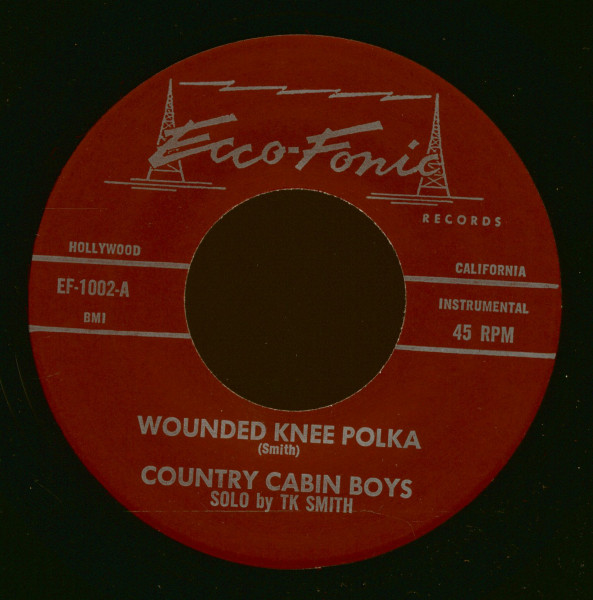 Ecco-Fonic
RECORDS
HOLLYWOOD
EF-1002-A
BMI
CALIFORNIA
INSTRUMENTAL
45 RPM
WOUNDED KNEE POLKA
(Smith)
COUNTRY CABIN BOYS
SOLO by TK SMITH